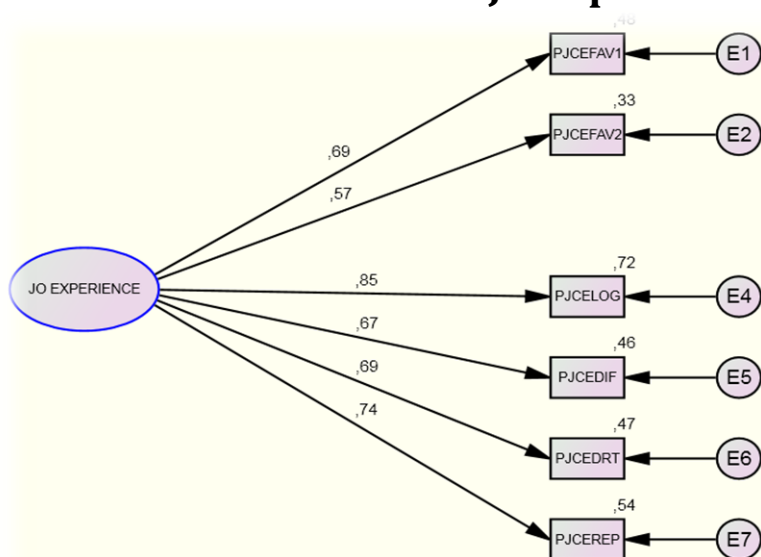 ,48
PJCEFAV1
E1
,33
PJCEFAV2
E2
,69
,57
JO EXPERIENCE
,85
,72
PJCELOG
E4
,67
,46
PJCEDIF
E5
,69
,47
PJCEDRT
E6
,74
,54
PJCEREP
E7